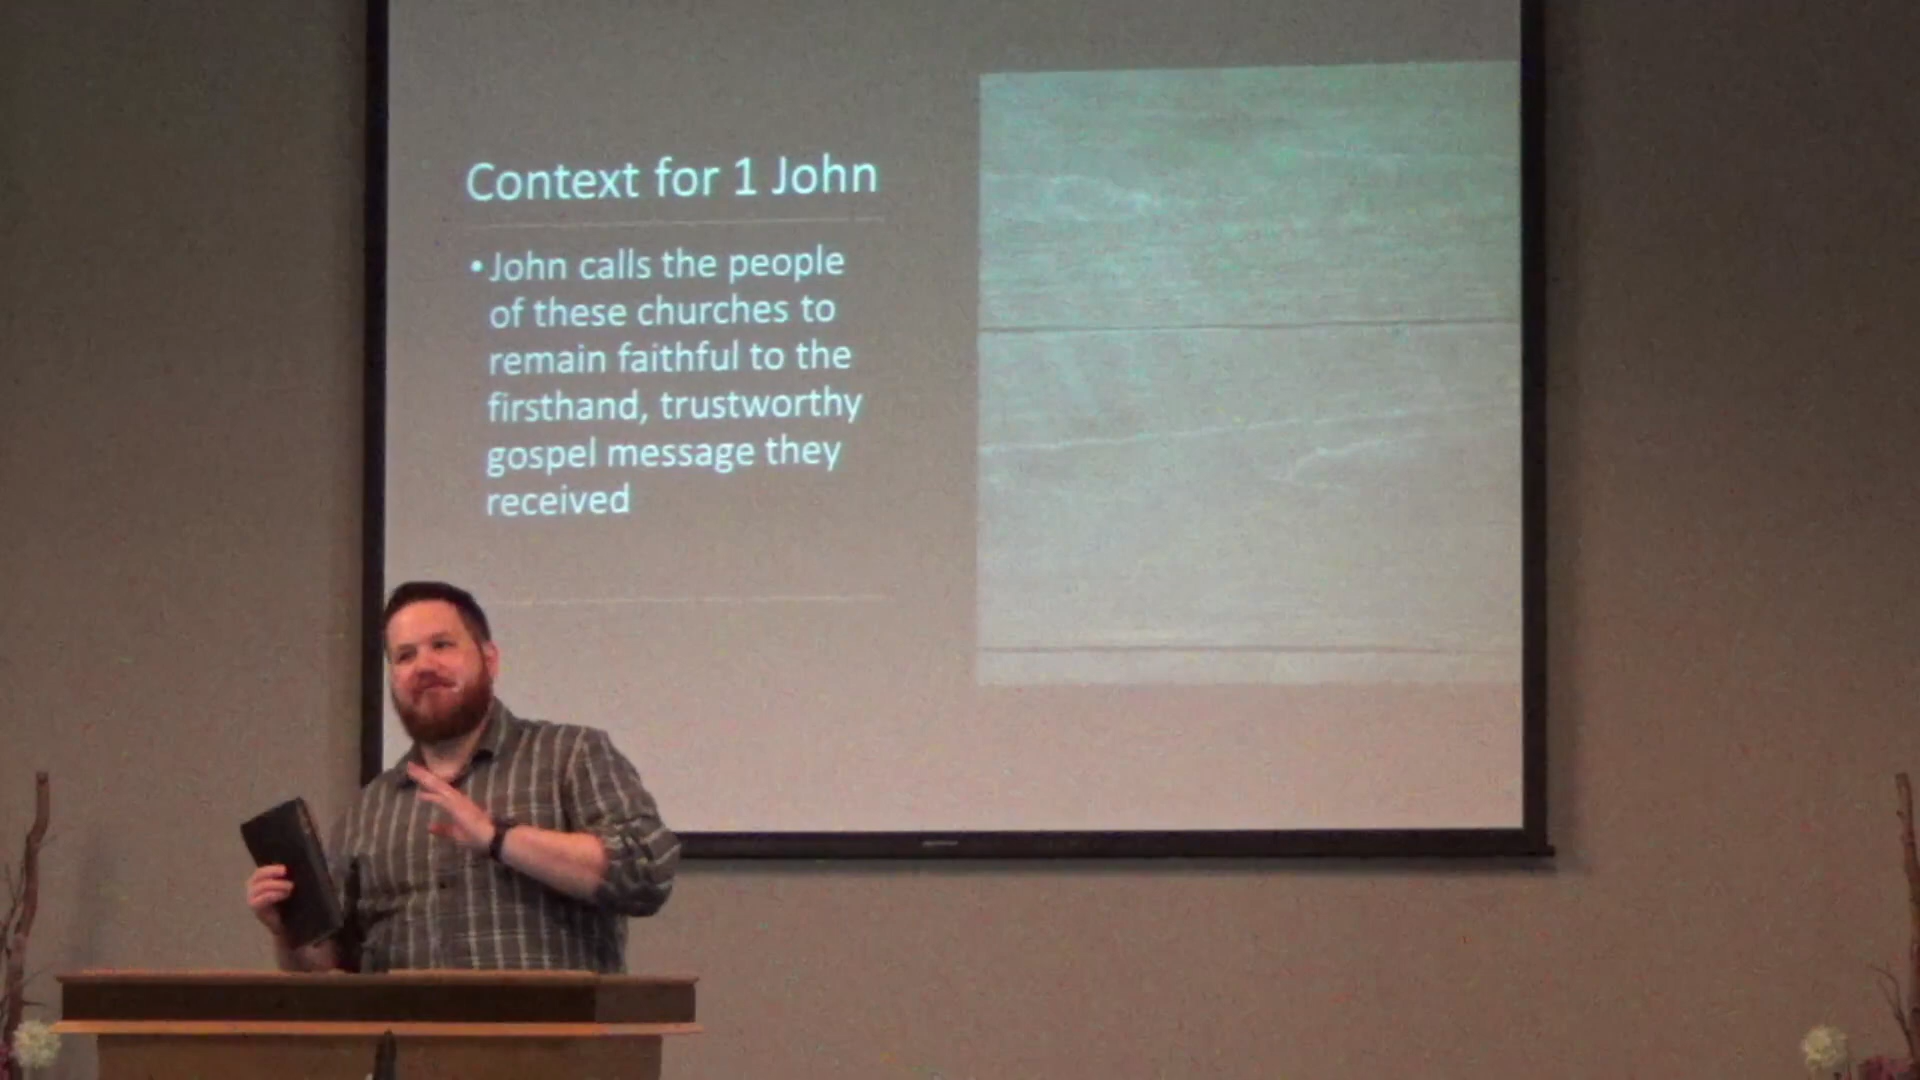 Context for 1 John
•John calls the people
of these churches to
remain faithful to the
firsthand, trustworthy
gospel message they
received